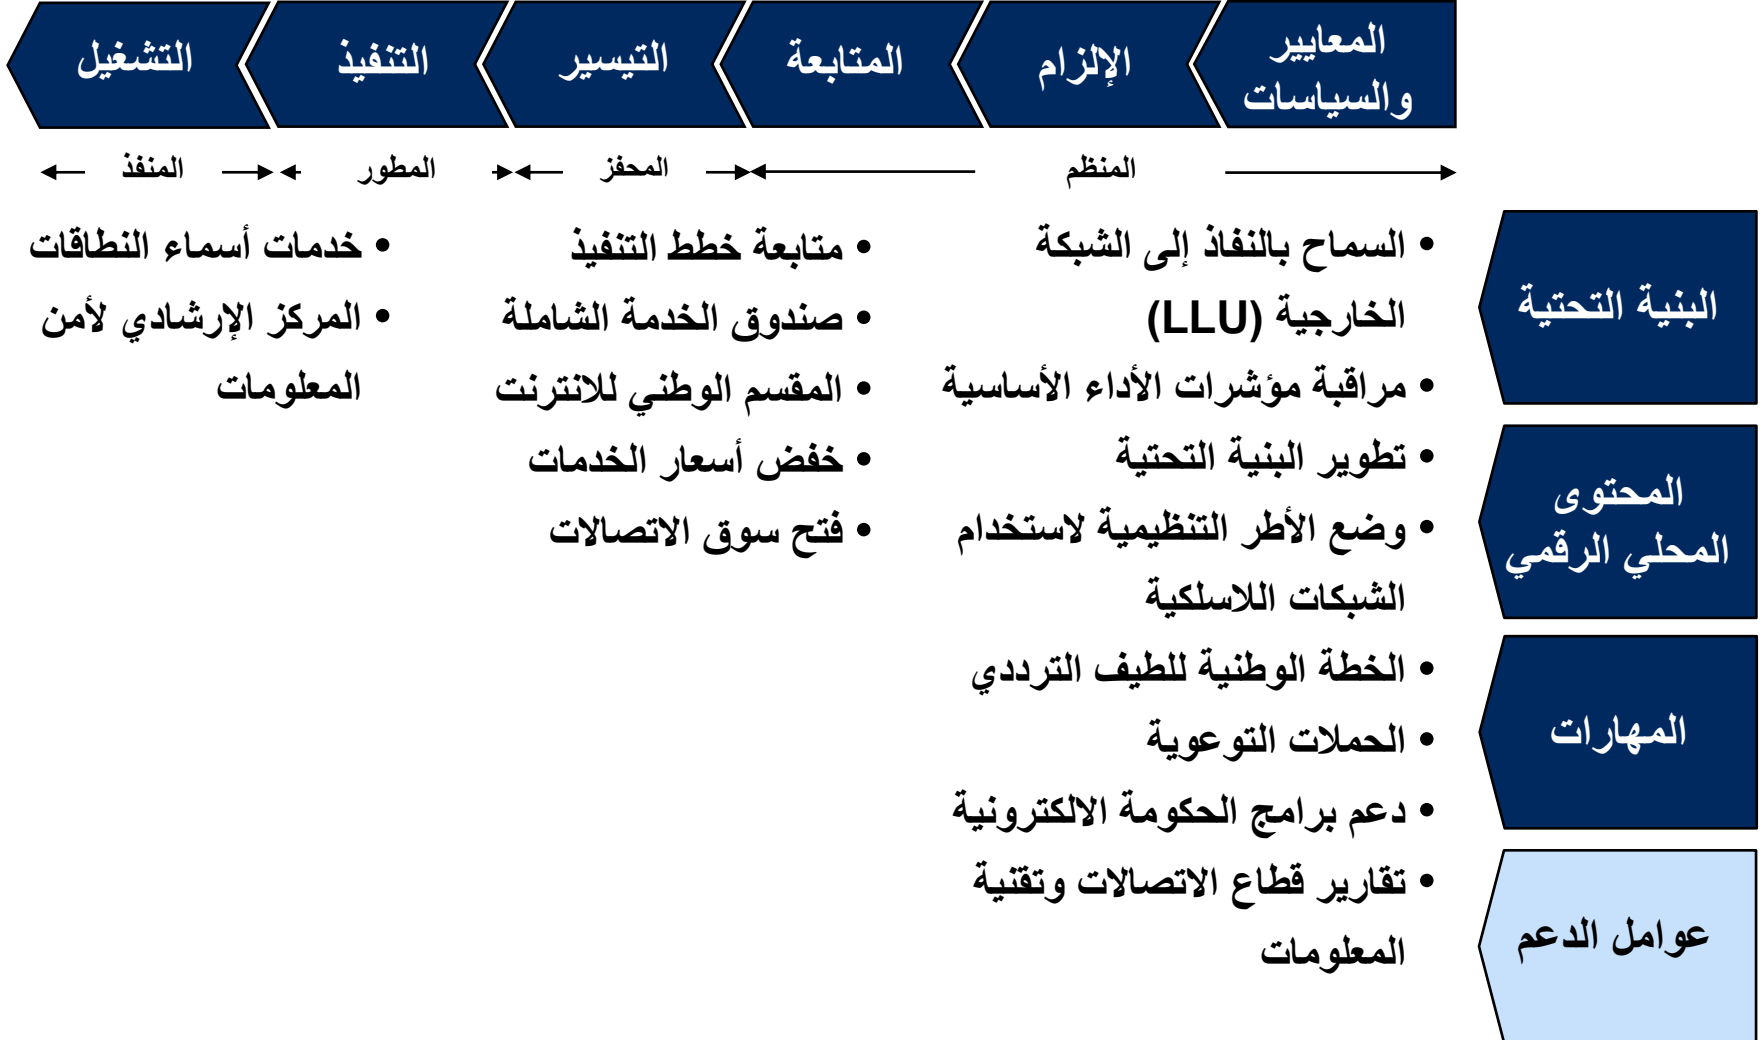 المعايير
والسياسات
الإلزام
المتابعة
التيسير
التنفيذ
التشغيل
المنظم
المحفز
المطور
المنفذ
البنية التحتية
المحتوى
المحلي الرقمي
المهارات
عوامل الدعم
• السماح بالنفاذ إلى الشبكة
الخارجية (LLU)
• مراقبة مؤشرات الأداء الأساسية
• تطوير البنية التحتية
• وضع الأطر التنظيمية لاستخدام
الشبكات اللاسلكية
• الخطة الوطنية للطيف الترددي
• الحملات التوعوية
• دعم برامج الحكومة الالكترونية
• تقارير قطاع الاتصالات وتقنية
المعلومات
• متابعة خطط التنفيذ
• صندوق الخدمة الشاملة
• المقسم الوطني للانترنت
• خفض أسعار الخدمات
• فتح سوق الاتصالات
• خدمات أسماء النطاقات
• المركز الإرشادي لأمن
المعلومات